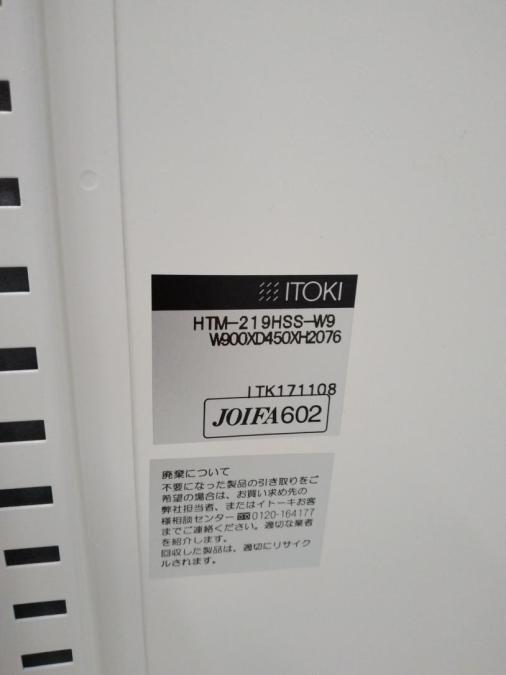 ITOKI
HTM-219HSS-W9
W900XD450XH2076
ITK171108
JOIFA602
廃棄について
不要になった製品の引き取りをご
希望の場合は、お買い求め先の
弊社担当者、またはイトーキお客
様相談センター 0120-164177
までご連絡ください。適切な業者
を紹介します。
回収した製品は、適切にリサイク
ルされます。